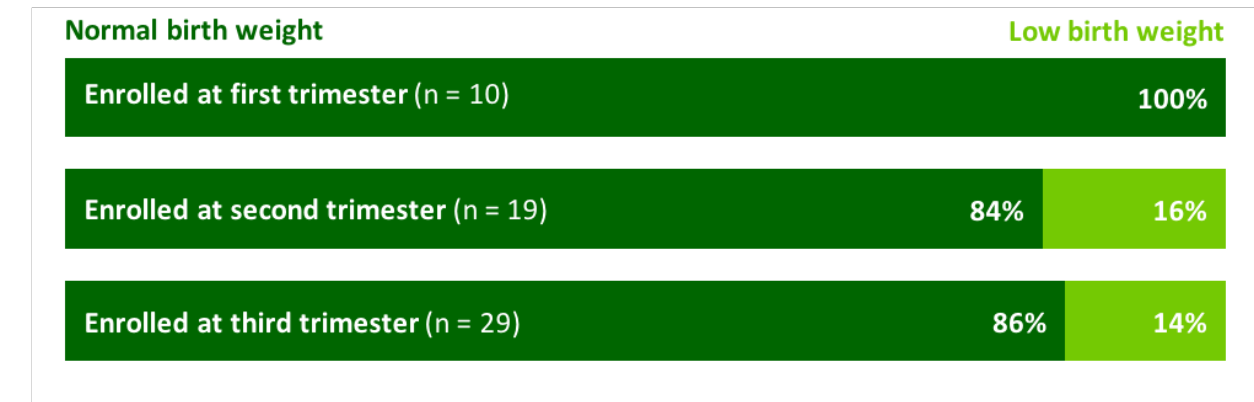 Normal birth weight Low birth weight
Enrolled at first trimester (n = 10) 100%
Enrolled at second trimester (n = 19) 84% 16%
Enrolled at third trimester (n = 29) 86% 14%